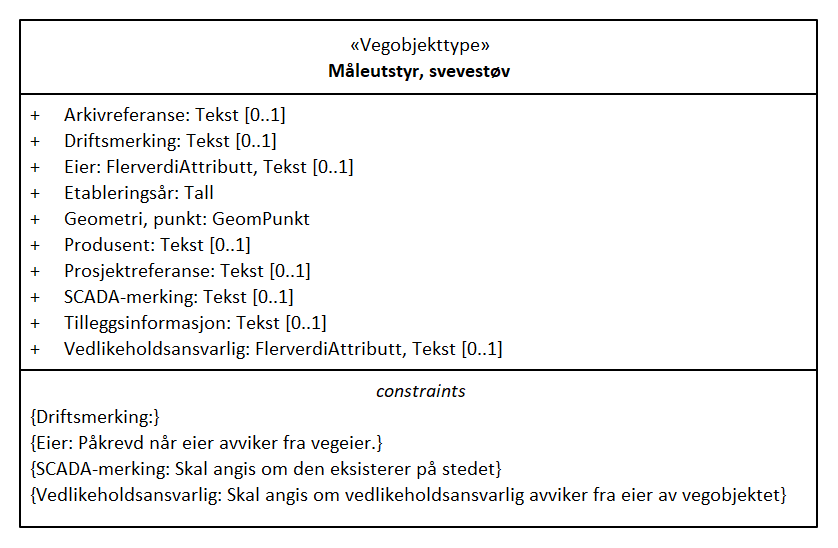 «Vegobjekttype»
Måleutstyr, svevestøv
+ Arkivreferanse: Tekst [0..1]
+ Driftsmerking: Tekst [0..1]
+ Eier: FlerverdiAttributt, Tekst [0..1]
+ Etableringsår: Tall
+ Geometri, punkt: GeomPunkt
+ Produsent: Tekst [0..1]
+ Prosjektreferanse: Tekst [0..1]
+ SCADA-merking: Tekst [0..1]
+ Tilleggsinformasjon: Tekst [0..1]
+ Vedlikeholdsansvarlig: FlerverdiAttributt, Tekst [0..1]
constraints
{Driftsmerking:}
{Eier: Påkrevd når eier avviker fra vegeier.}
{SCADA-merking: Skal angis om den eksisterer på stedet}
{Vedlikeholdsansvarlig: Skal angis om vedlikeholdsansvarlig avviker fra eier av vegobjektet}